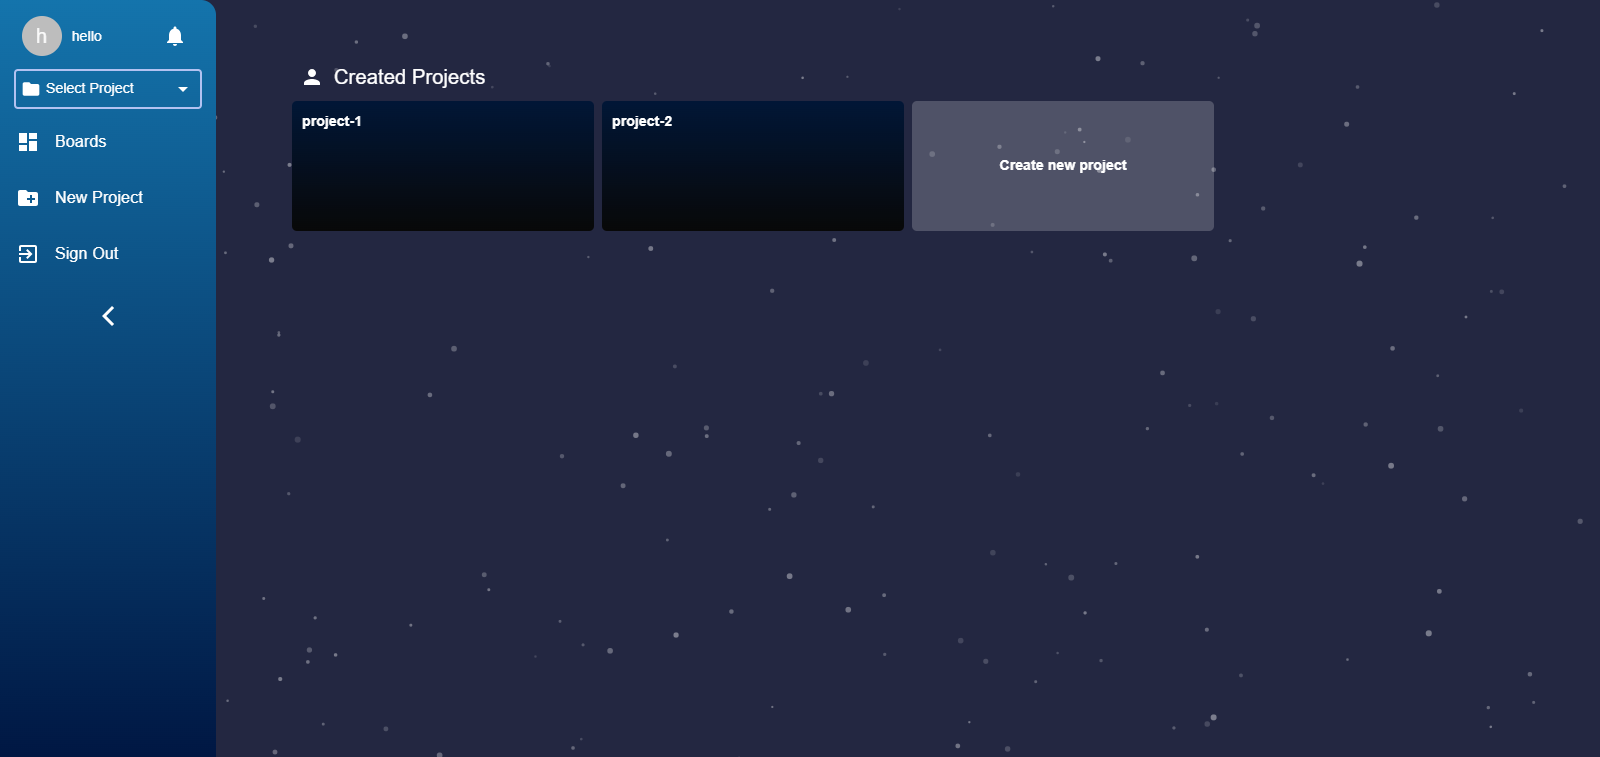 h
hello
Select Project
Boards
New Project
Sign Out
Created Projects
project-1
project-2
Create new project